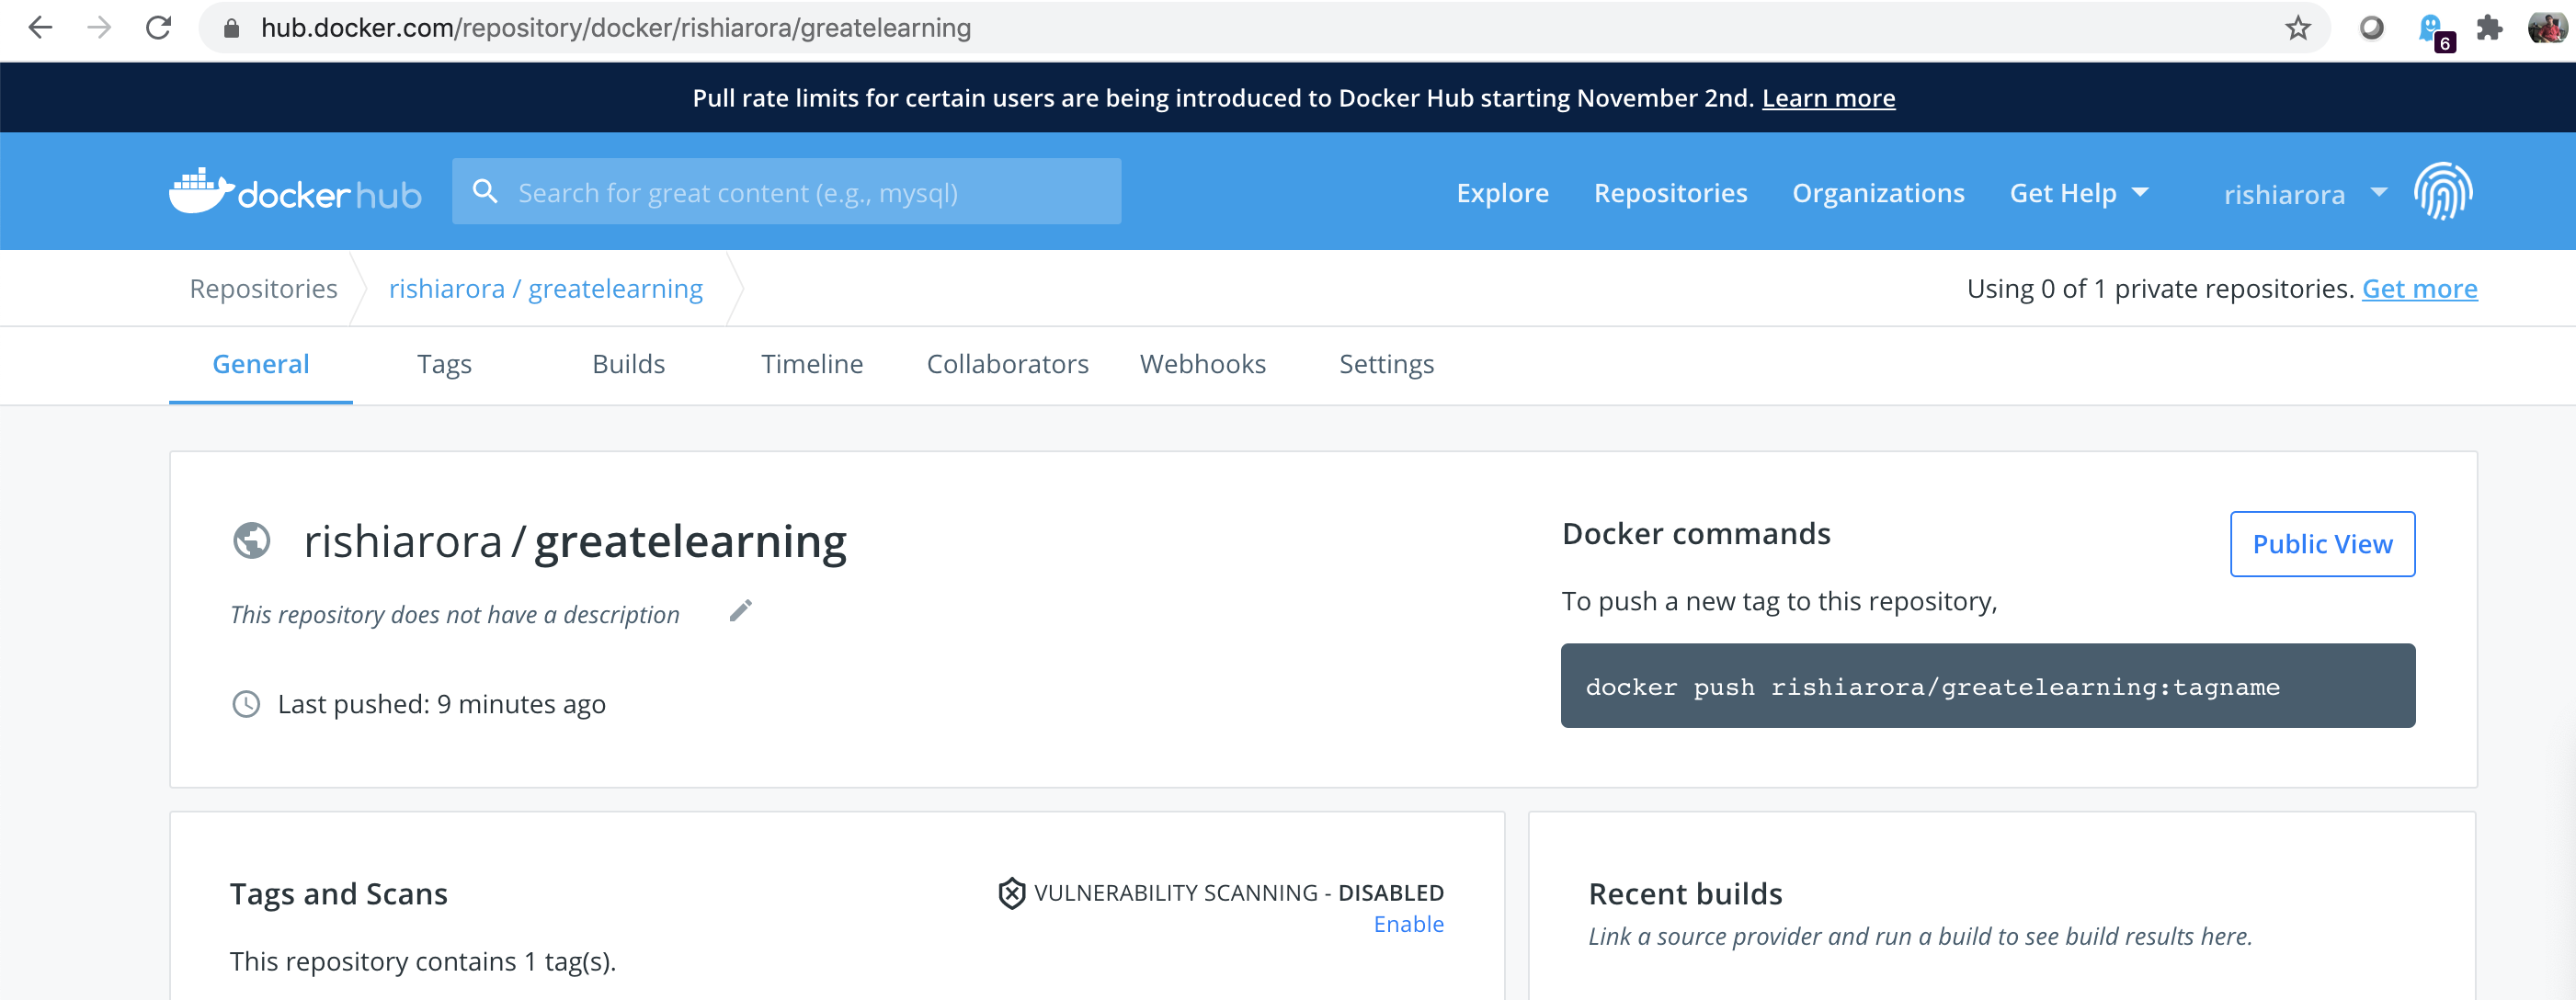 hub.docker.com/repository/docker/rishiarora/greatelearning
6
Pull rate limits for certain users are being introduced to Docker Hub starting November 2nd. Learn more
docker hub
Search for great content (e.g., mysql)
Explore
Repositories
Organizations
Get Help
rishiarora
Repositories
rishiarora / greatelearning
Using 0 of 1 private repositories. Get more
General
Tags
Builds
Timeline
Collaborators
Webhooks
Settings
rishiarora / greatelearning
This repository does not have a description
Last pushed: 9 minutes ago
Docker commands
Public View
To push a new tag to this repository,
docker push rishiarora/greatelearning:tagname
Tags and Scans
VULNERABILITY SCANNING - DISABLED
Enable
This repository contains 1 tag(s).
Recent builds
Link a source provider and run a build to see build results here.